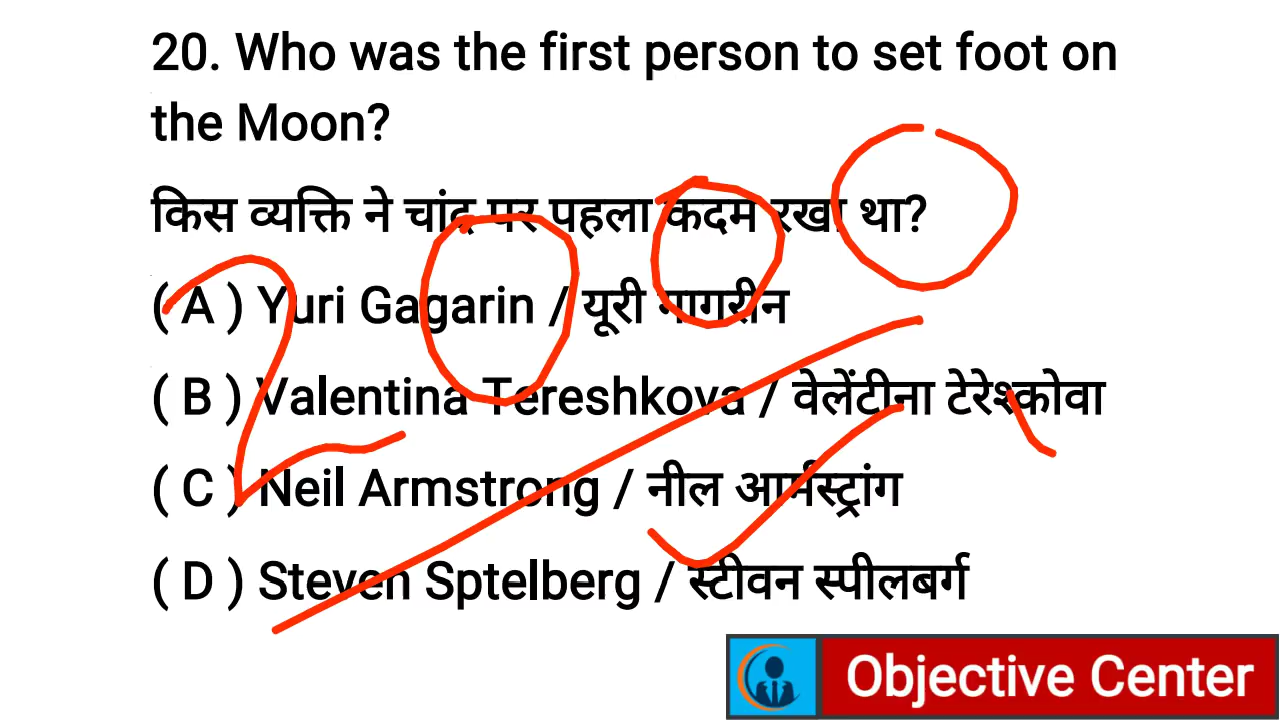 20. Who was the first person to set foot on
the Moon?
किस व्यक्ति ने चांद पर पहला कदम रखा था?
( A ) Yuri Gagarin / यूरी गागरीन
( B ) Valentina Tereshkova / वेलेंटीना टेरेश्कोवा
( C ) Neil Armstrong / नील आर्मस्ट्रांग
( D ) Steven Sptelberg / स्टीवन स्पीलबर्ग
2000
Objective Center